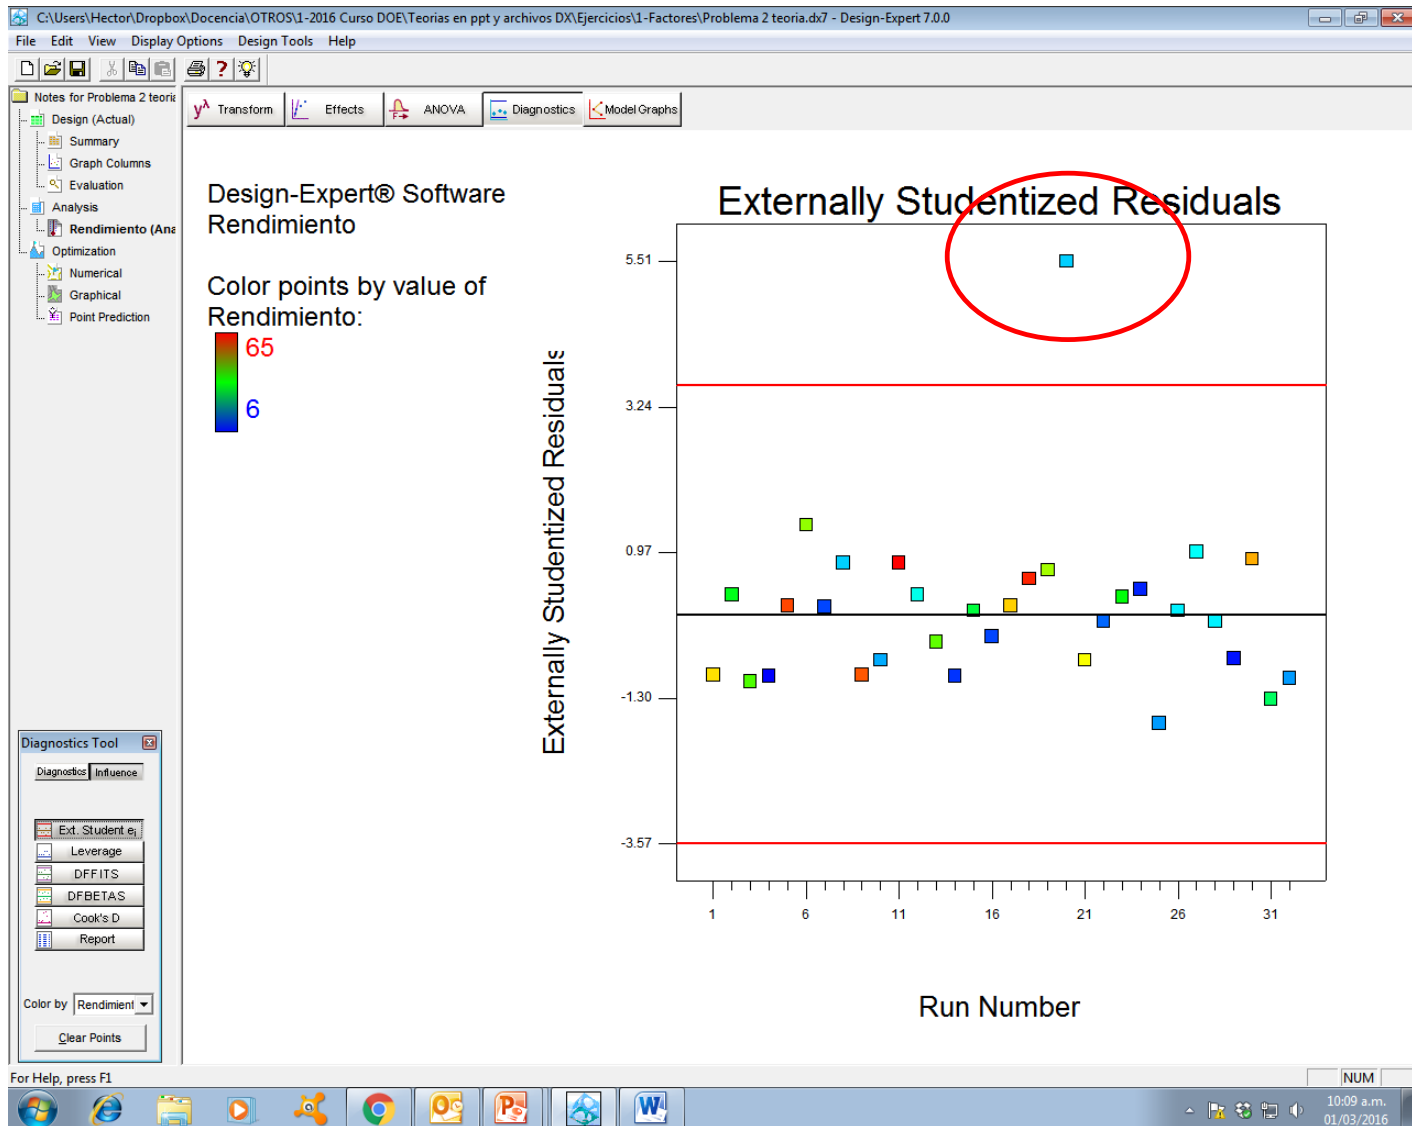 C:\Users\Hector\Dropbox\Docencia\OTROS\1-2016 Curso DOE\Teorias en ppt y archivos DX\Ejercicios\1-Factores\Problema 2 teoria.dx7 - Design-Expert 7.0.0
File Edit View Display Options Design Tools Help
Notes for Problema 2 teoria
Design (Actual)
Summary
Graph Columns
Evaluation
Analysis
Rendimiento (Ana
Optimization
Numerical
Graphical
Point Prediction
yλ Transform Effects ANOVA Diagnostics Model Graphs
Design-Expert® Software
Rendimiento
Color points by value of
Rendimiento:
65
6
Externally Studentized Residuals
Externally Studentized Residuals
5.51
3.24
0.97
-1.30
-3.57
1 6 11 16 21 26 31
Run Number
Diagnostics Tool
Diagnostics Influence
Ext. Student ei
Leverage
DFFITS
DFBETAS
Cook's D
Report
Color by Rendimient
Clear Points
For Help, press F1
NUM
10:09 a.m.
01/03/2016